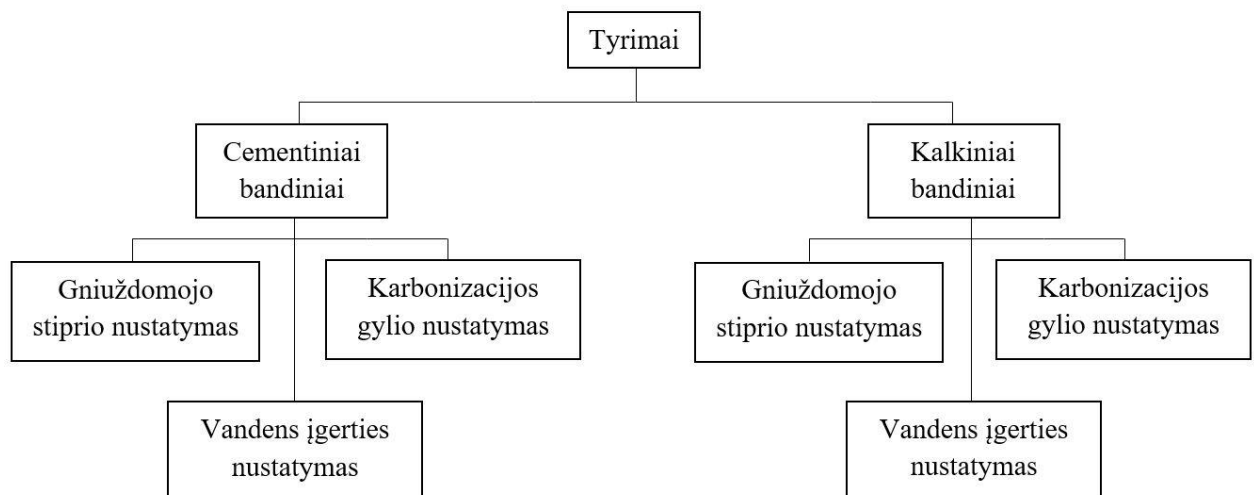 Tyrimai
Cementiniai
bandiniai
Kalkiniai
bandiniai
Gniuždomojo
stiprio nustatymas
Karbonizacijos
gylio nustatymas
Gniuždomojo
stiprio nustatymas
Karbonizacijos
gylio nustatymas
Vandens įgerties
nustatymas
Vandens įgerties
nustatymas